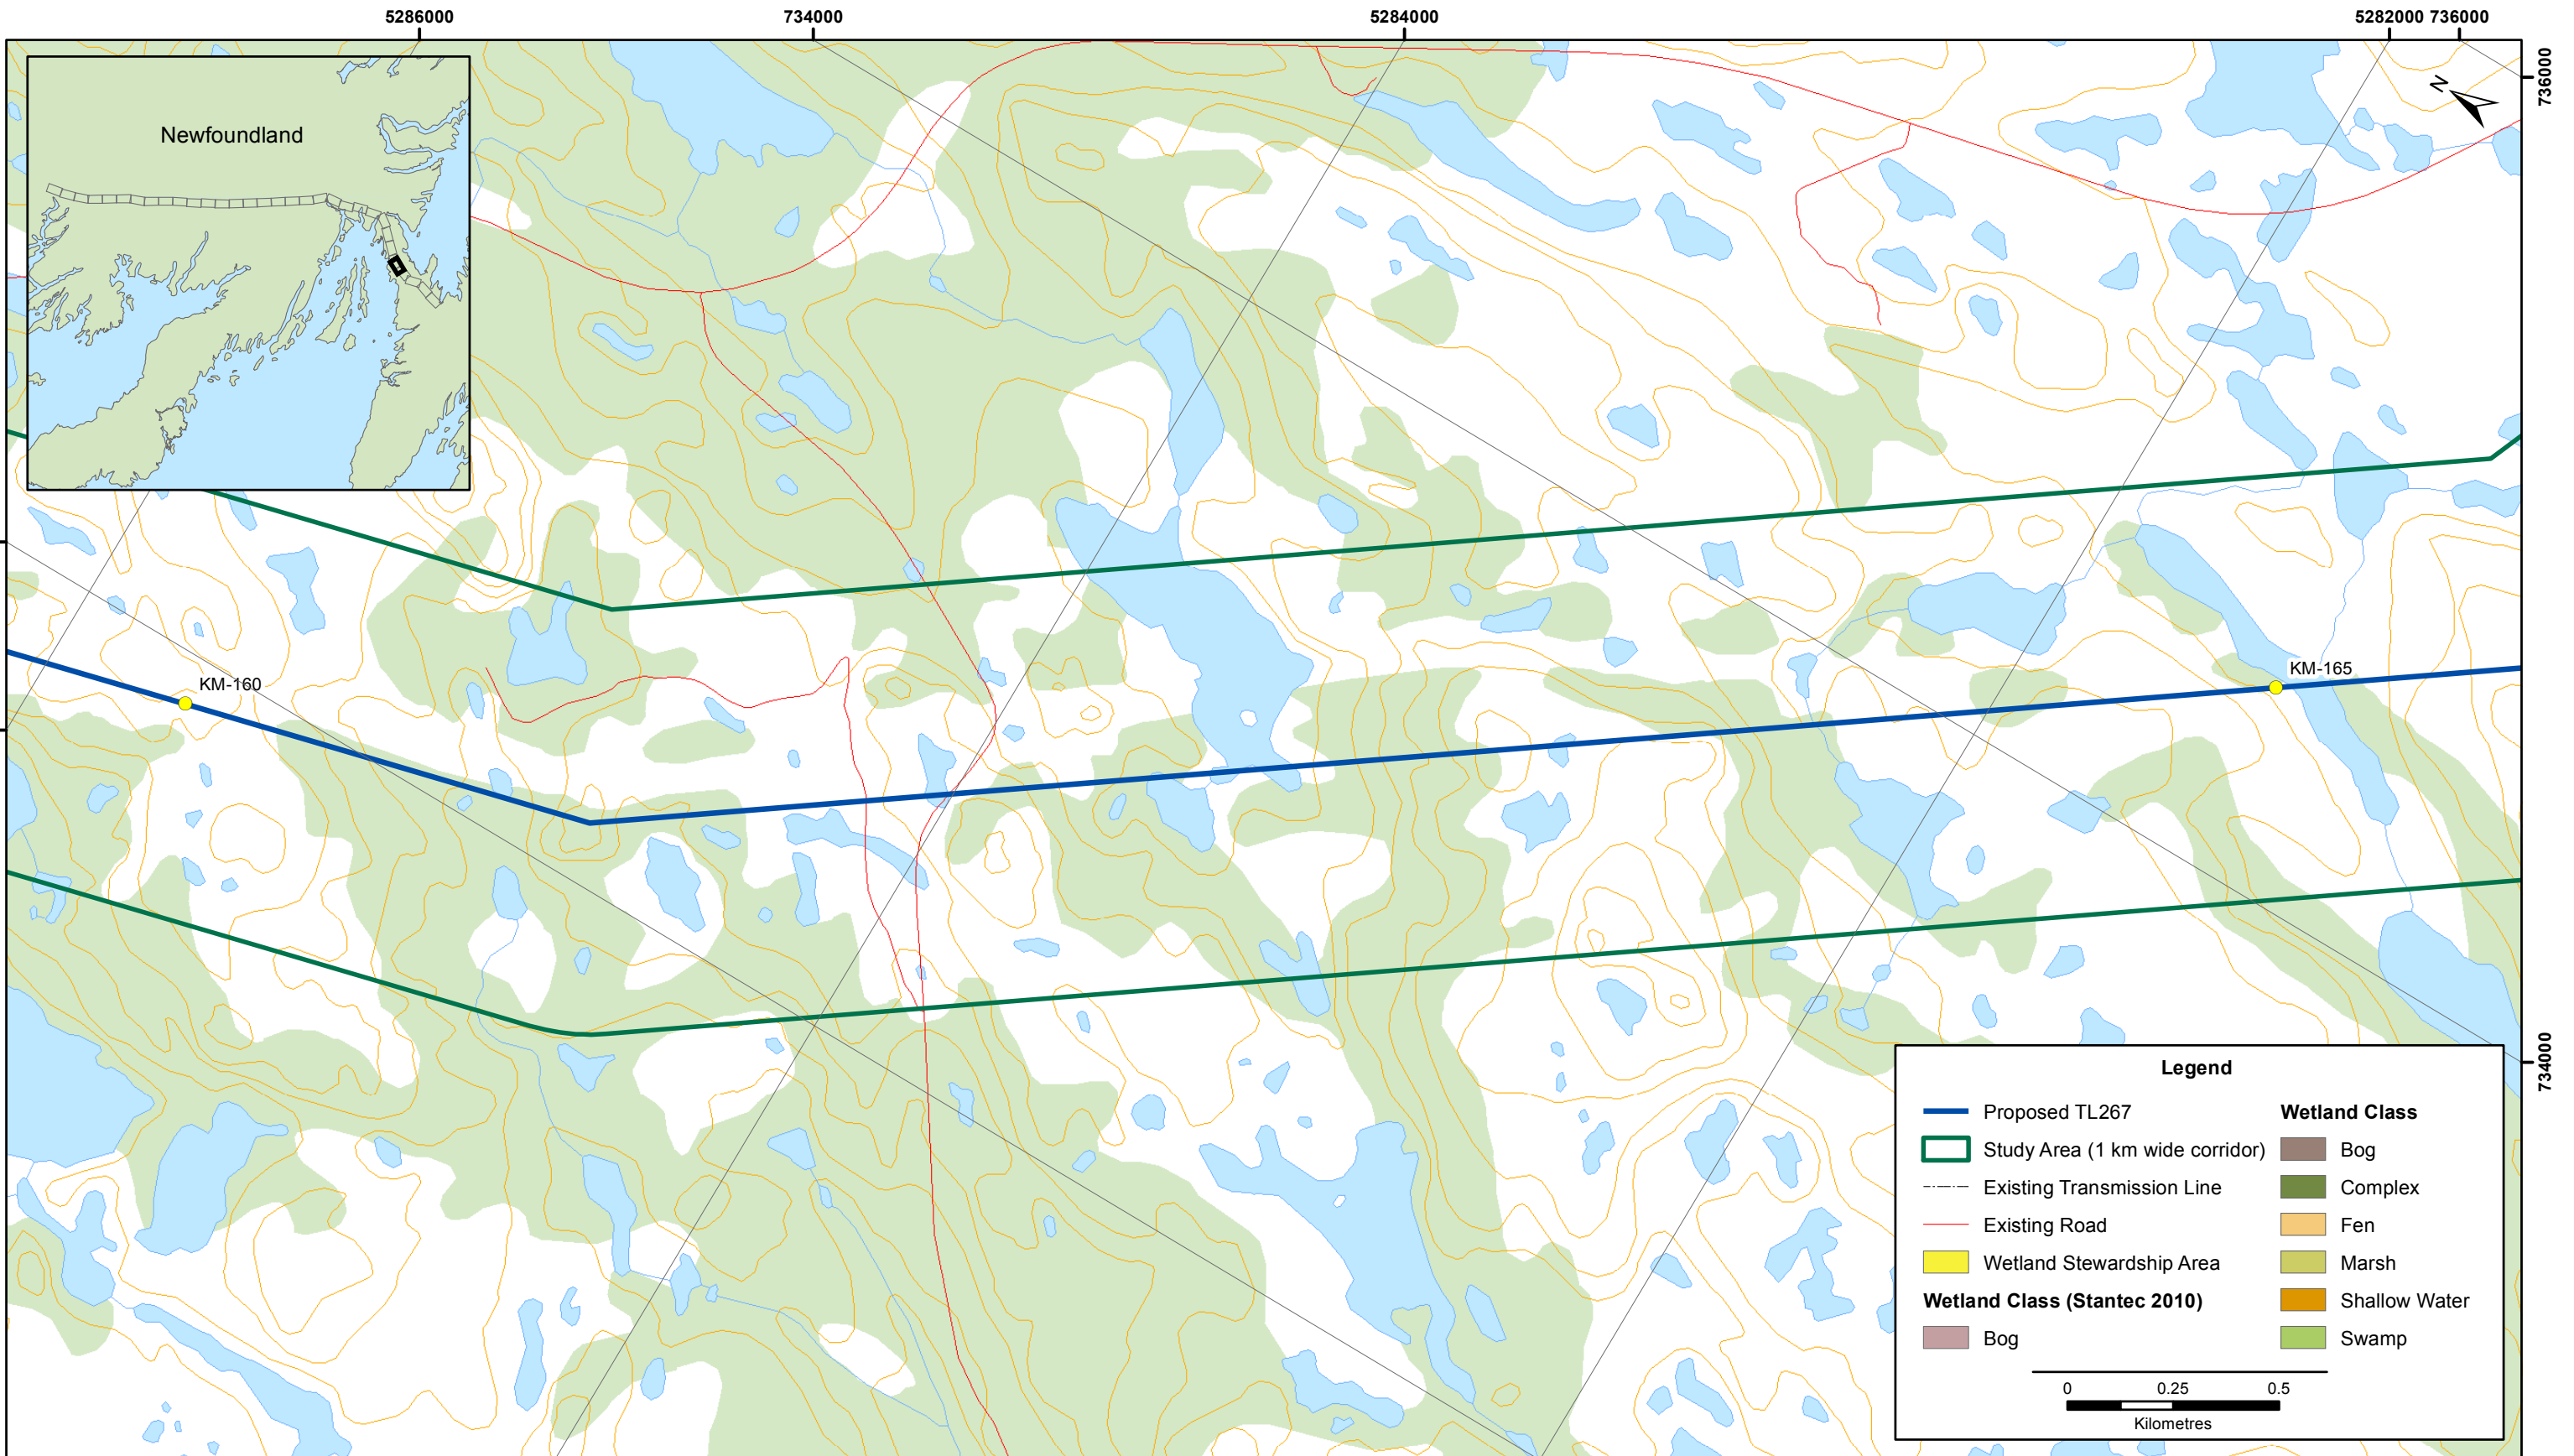 5286000
734000
5284000
5282000 736000
736000
N
Newfoundland
KM-160
KM-165
734000
Legend
Proposed TL267
Study Area (1 km wide corridor)
Existing Transmission Line
Existing Road
Wetland Stewardship Area
Wetland Class (Stantec 2010)
Bog
Wetland Class
Bog
Complex
Fen
Marsh
Shallow Water
Swamp
0 0.25 0.5
Kilometres